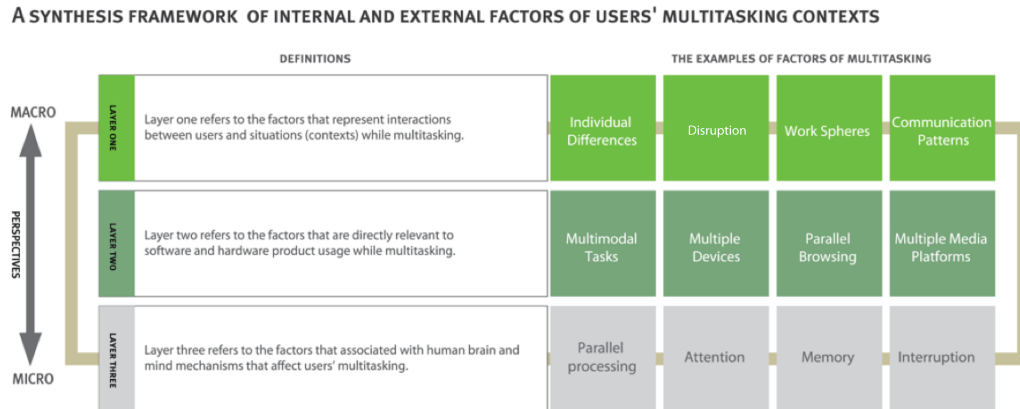 A SYNTHESIS FRAMEWORK OF INTERNAL AND EXTERNAL FACTORS OF USERS' MULTITASKING CONTEXTS
DEFINITIONS
THE EXAMPLES OF FACTORS OF MULTITASKING
MACRO
PERSPECTIVES
MICRO
LAYER ONE
Layer one refers to the factors that represent interactions
between users and situations (contexts) while multitasking.
Individual
Differences
Disruption
Work Spheres
Communication
Patterns
LAYER TWO
Layer two refers to the factors that are directly relevant to
software and hardware product usage while multitasking.
Multimodal
Tasks
Multiple
Devices
Parallel
Browsing
Multiple Media
Platforms
LAYER THREE
Layer three refers to the factors that associated with human brain and
mind mechanisms that affect users' multitasking.
Parallel
processing
Attention
Memory
Interruption